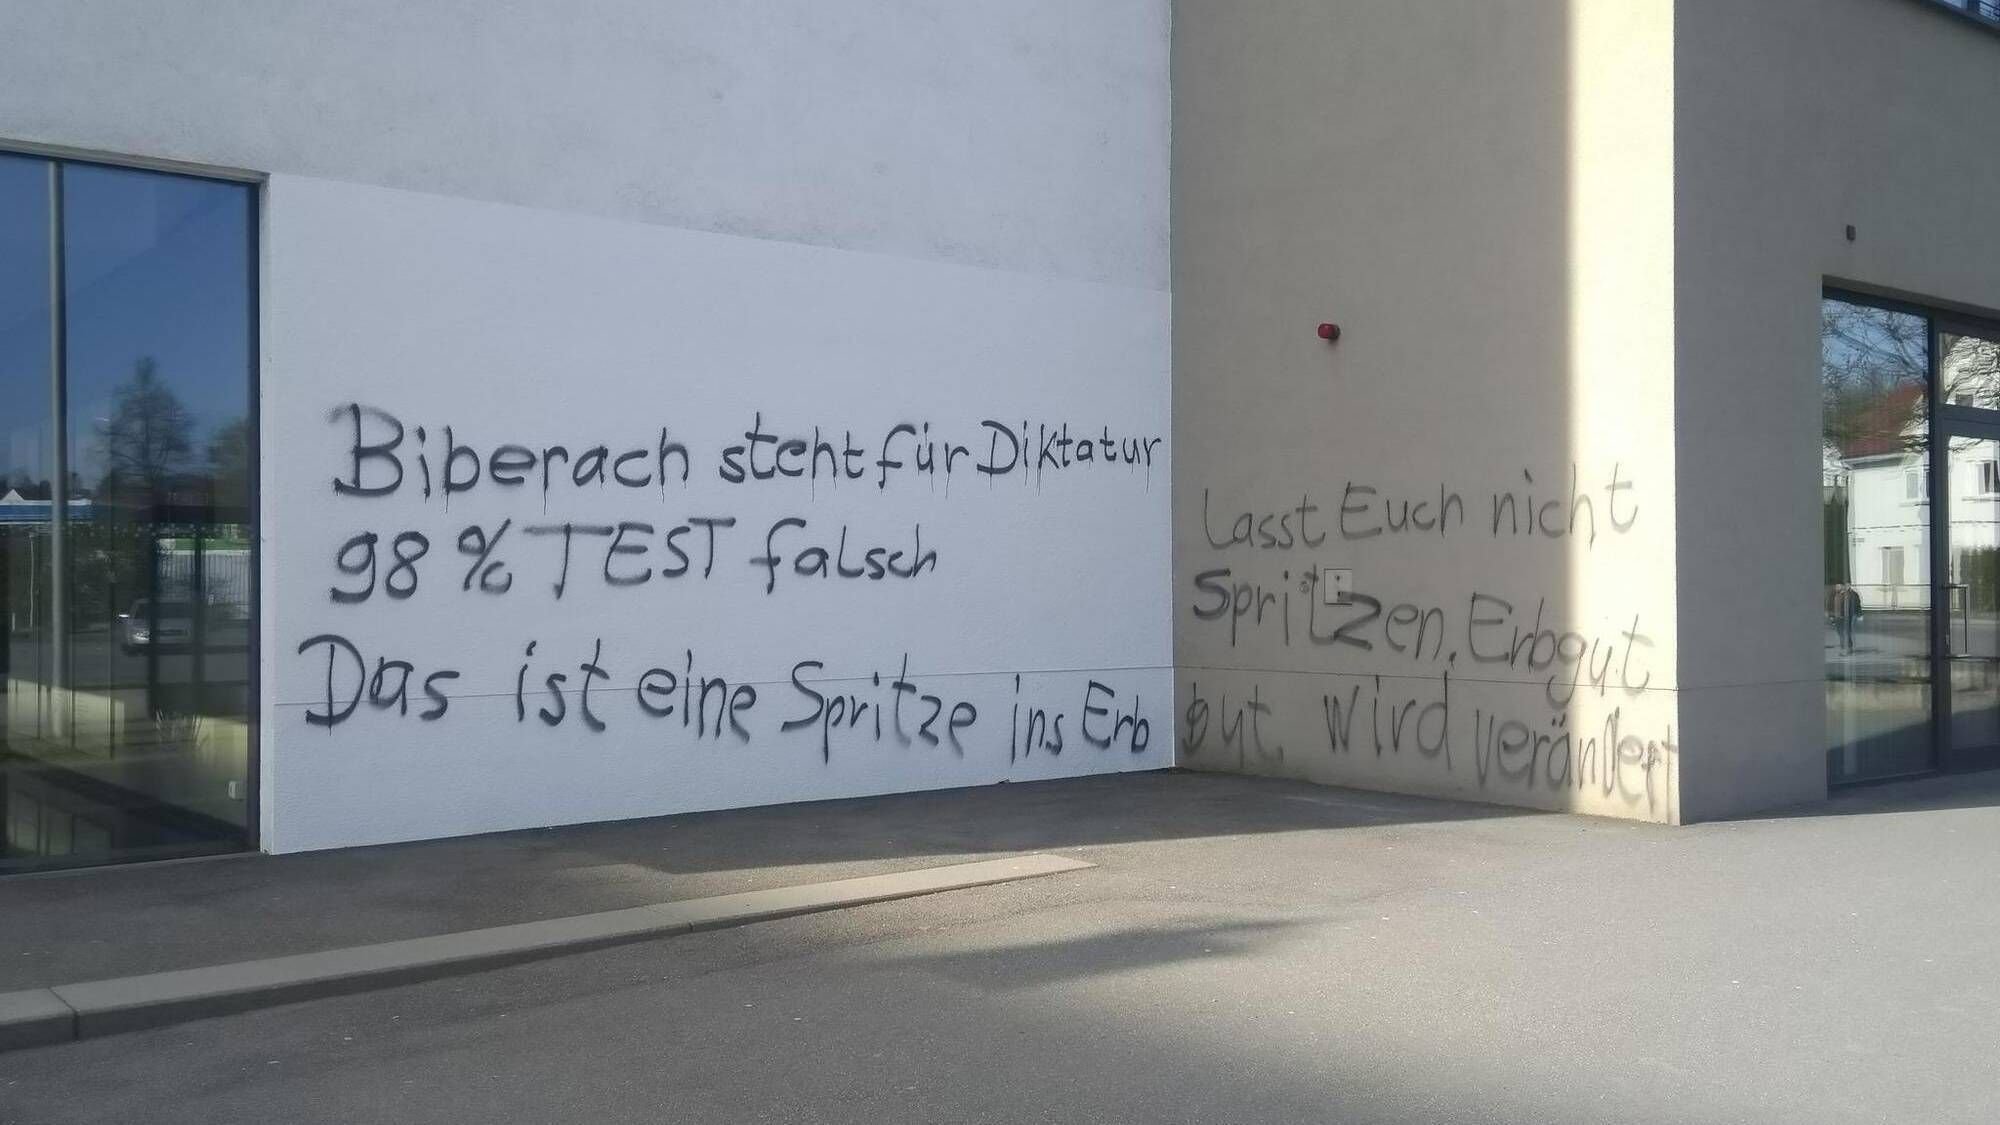 Biberach steht für Diktatur
98% TEST falsch
Das ist eine Spritze ins Erb
Lasst Euch nicht
Spritzen. Erbgut
gut. wird verändert